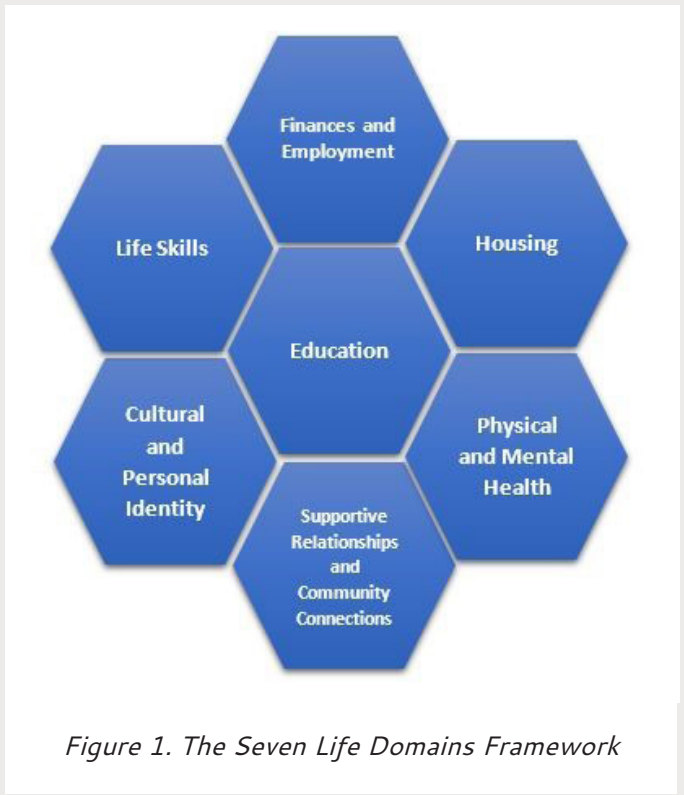 Finances and
Employment
Life Skills
Housing
Education
Cultural
and
Personal
Identity
Physical
and Mental
Health
Supportive
Relationships
and
Community
Connections
Figure 1. The Seven Life Domains Framework